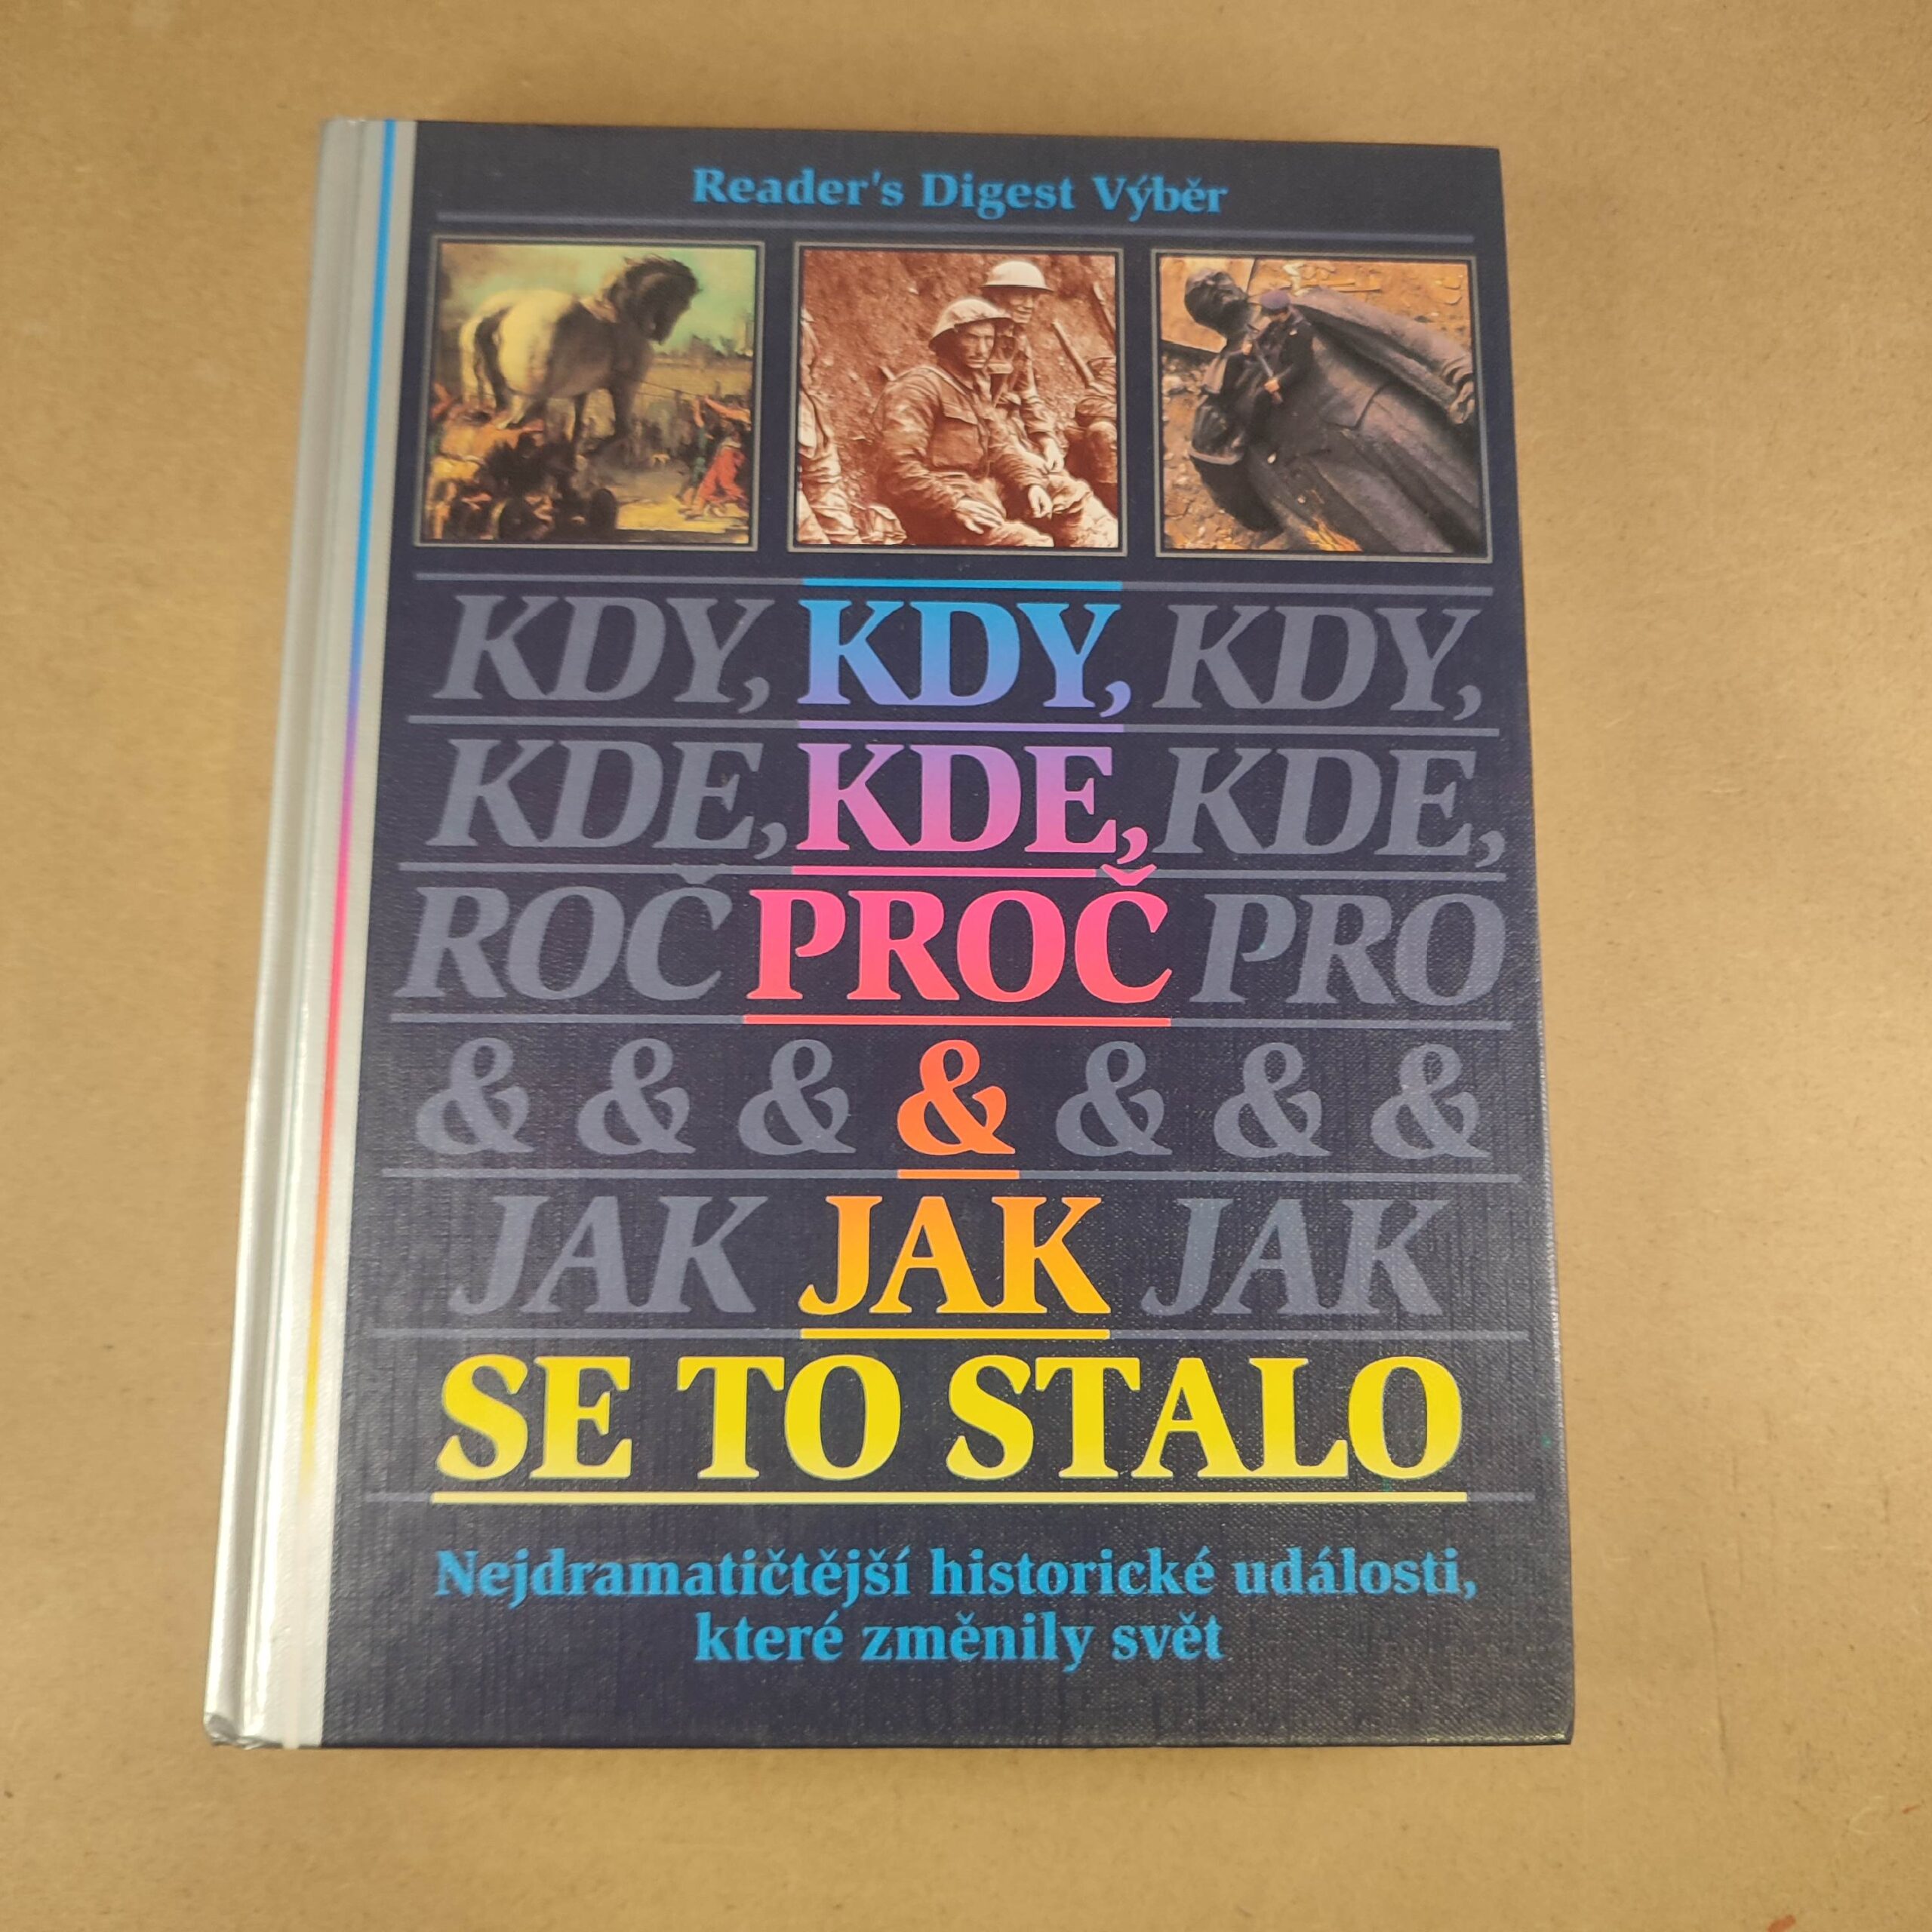 Reader's Digest Výběr
KDY, KDY, KDY,
KDE, KDE, KDE,
ROČ PROČ PRO
& & & & & & &
JAK JAK JAK
SE TO STALO
Nejdramatičtější historické události,
které změnily svět